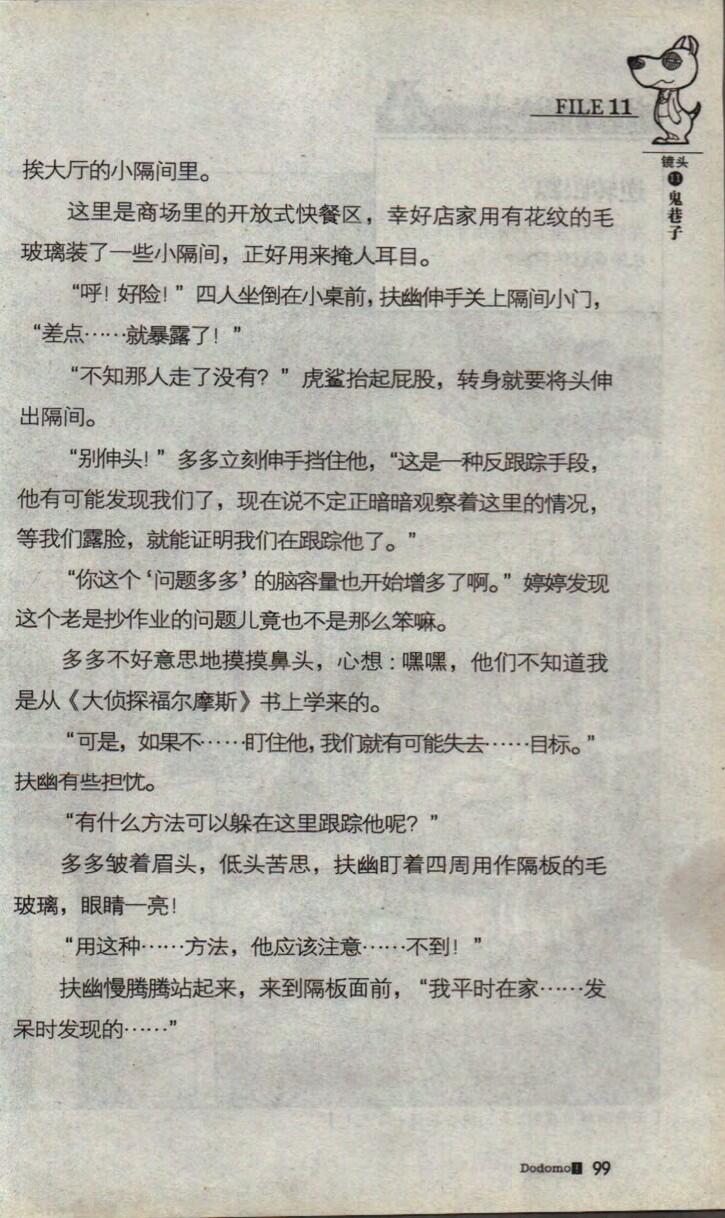 FILE 11
镜头
11
鬼巷子
挨大厅的小隔间里。
这里是商场里的开放式快餐区，幸好店家用有花纹的毛
玻璃装了一些小隔间，正好用来掩人耳目。
“呼！好险！”四人坐倒在小桌前，扶幽伸手关上隔间小门，
“差点……就暴露了！”
“不知那人走了没有？”虎鲨抬起屁股，转身就要将头伸
出隔间。
“别伸头！”多多立刻伸手挡住他，“这是一种反跟踪手段，
他有可能发现我们了，现在说不定正暗暗观察着这里的情况，
等我们露脸，就能证明我们在跟踪他了。”
“你这个‘问题多多’的脑容量也开始增多了啊。”婷婷发现
这个老是抄作业的问题儿竟也不是那么笨嘛。
多多不好意思地摸摸鼻头，心想：嘿嘿，他们不知道我
是从《大侦探福尔摩斯》书上学来的。
“可是，如果不……盯住他，我们就有可能失去……目标。”
扶幽有些担忧。
“有什么方法可以躲在这里跟踪他呢？”
多多皱着眉头，低头苦思，扶幽盯着四周用作隔板的毛
玻璃，眼睛一亮！
“用这种……方法，他应该注意……不到！”
扶幽慢腾腾站起来，来到隔板面前，“我平时在家……发
呆时发现的……”
Dodomo! 99